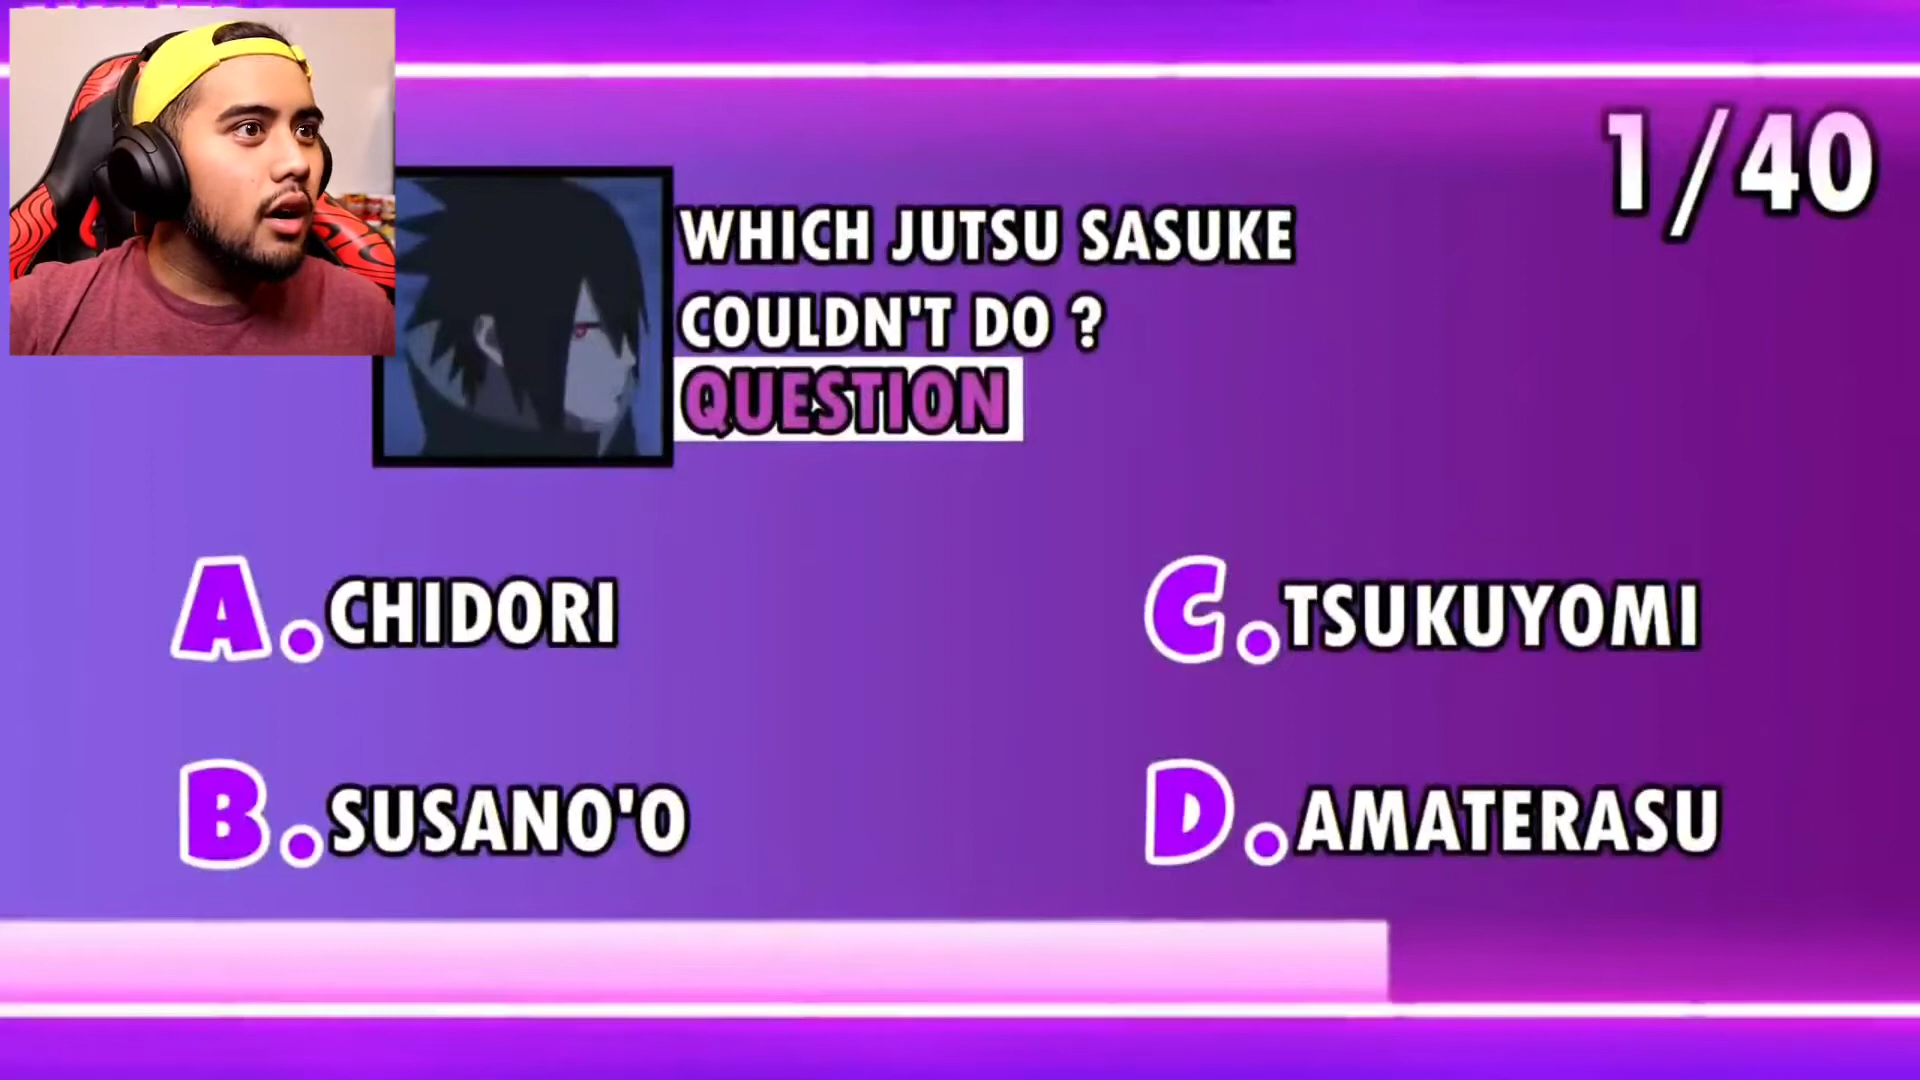 1/40
WHICH JUTSU SASUKE
COULDN'T DO ?
QUESTION
A. CHIDORI
C. TSUKUYOMI
B. SUSANO'O
D. AMATERASU